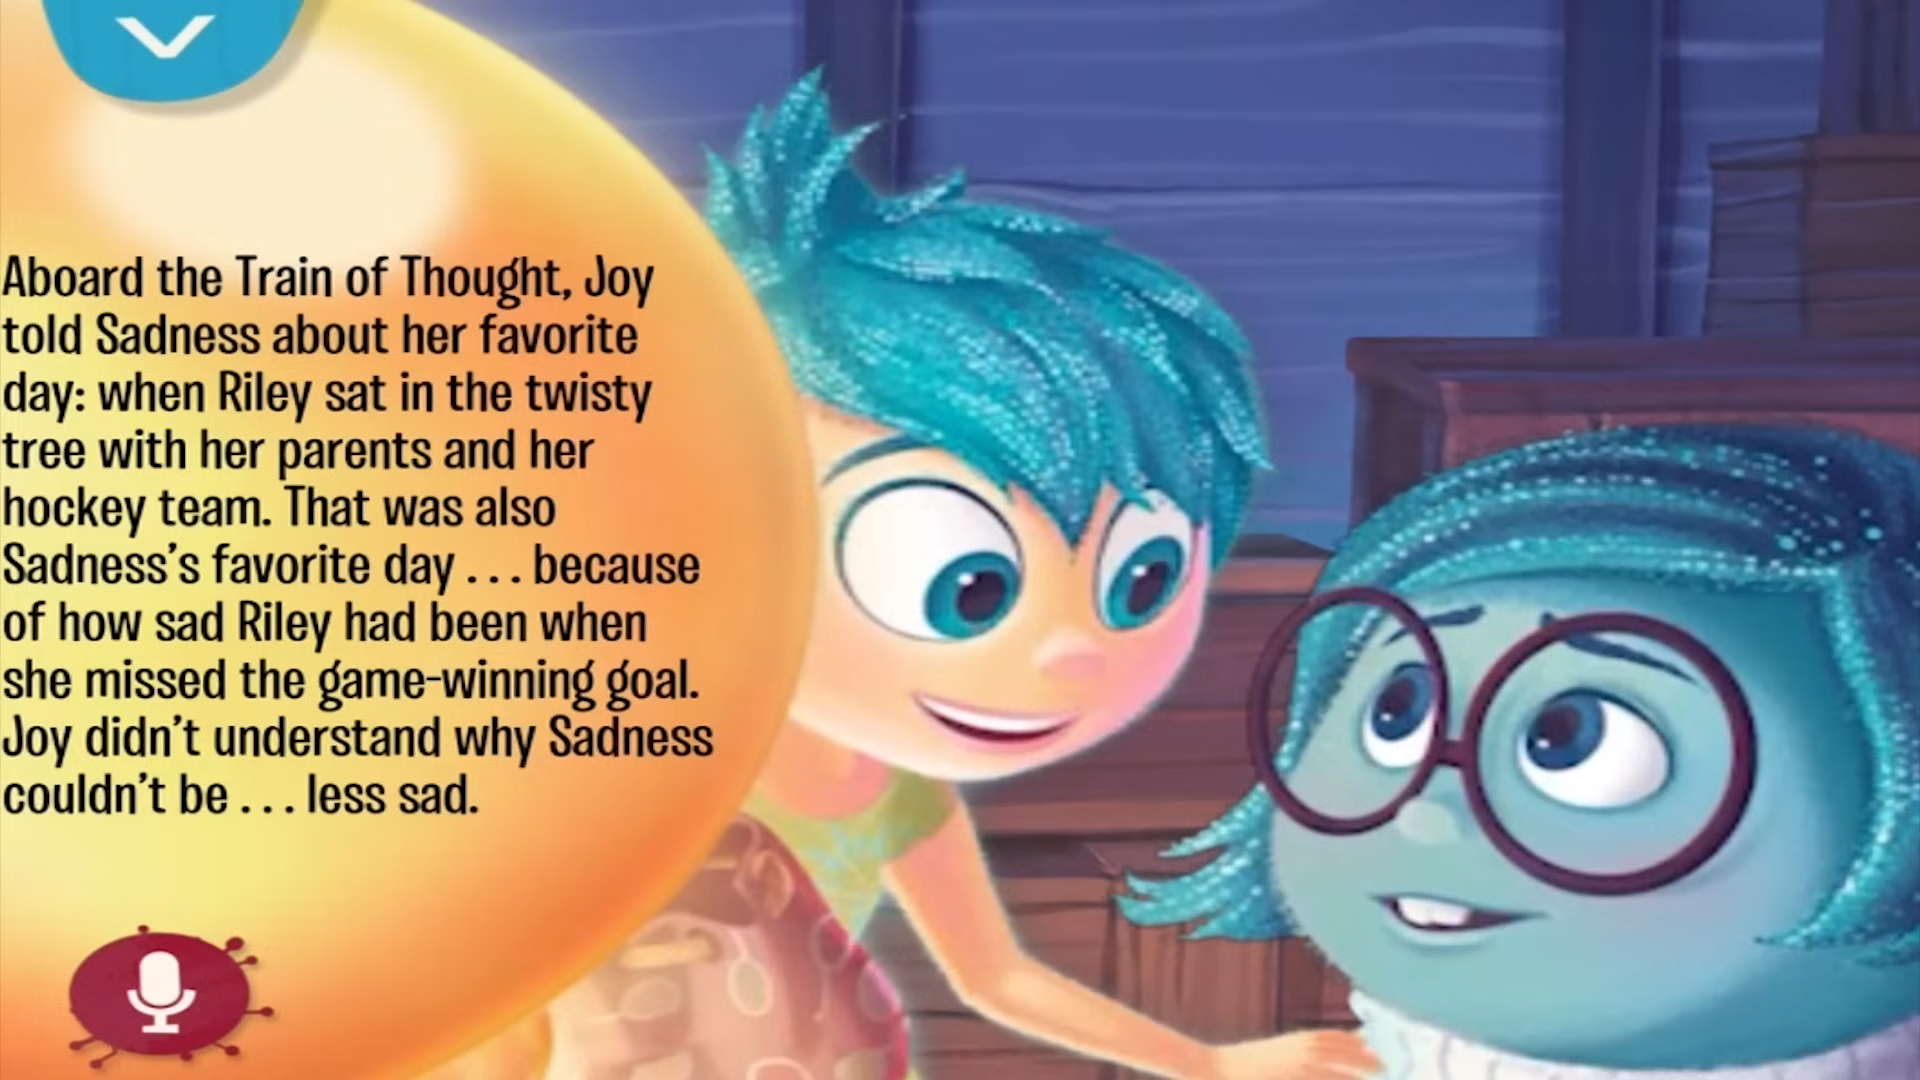 Aboard the Train of Thought, Joy
told Sadness about her favorite
day: when Riley sat in the twisty
tree with her parents and her
hockey team. That was also
Sadness’s favorite day . . . because
of how sad Riley had been when
she missed the game-winning goal.
Joy didn’t understand why Sadness
couldn’t be . . . less sad.